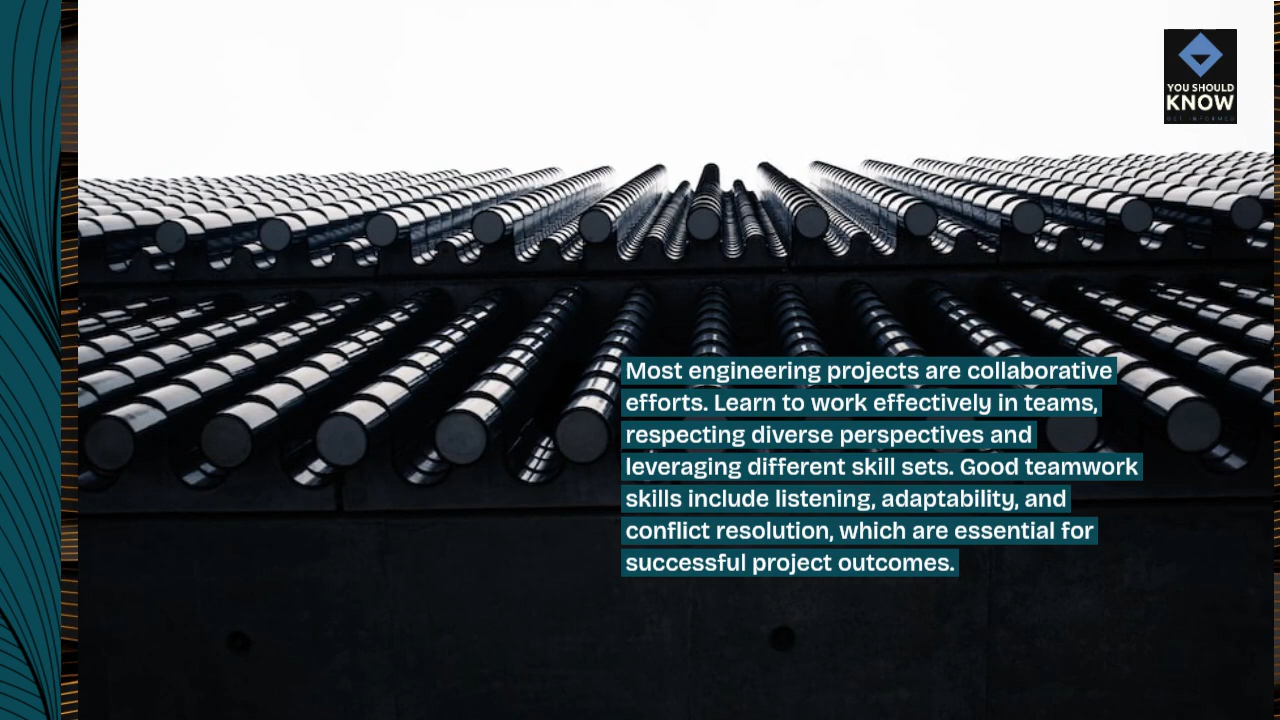 YOU SHOULD
KNOW
GET INFORMED
Most engineering projects are collaborative
efforts. Learn to work effectively in teams,
respecting diverse perspectives and
leveraging different skill sets. Good teamwork
skills include listening, adaptability, and
conflict resolution, which are essential for
successful project outcomes.